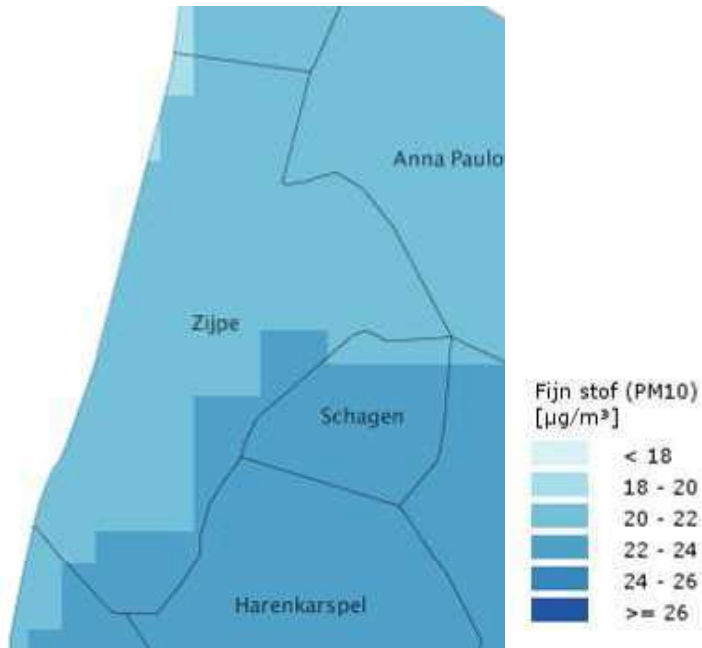 Anna Paulo
Zijpe
Schagen
Harenkarspel
Fijn stof (PM10)
[µg/m³]
< 18
18 - 20
20 - 22
22 - 24
24 - 26
>= 26